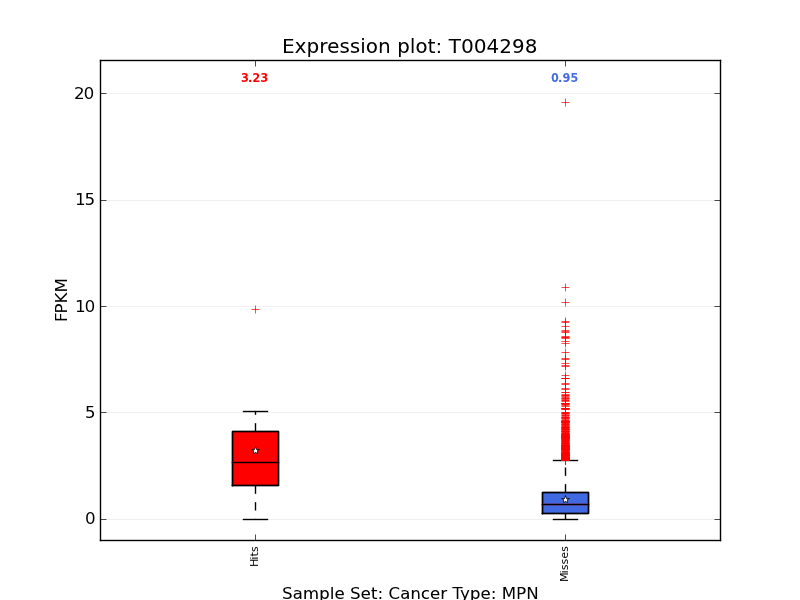 Expression plot: T004298
3.23
0.95
20
15
10
5
0
FPKM
Hits
Misses
Sample Set: Cancer Type: MPN